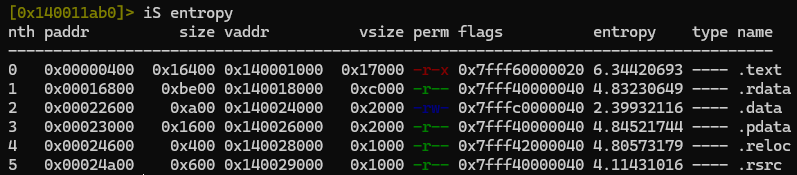 [0x140011ab0]> iS entropy
nth paddr            size vaddr           vsize perm flags         entropy    type name
―――――――――――――――――――――――――――――――――――――――――――――――――――――――――――――――――――――――――――――――――――――――
0   0x00000400    0x16400 0x140001000   0x17000 -r-x 0x7fff60000020 6.34420693 ---- .text
1   0x00016800     0xbe00 0x140018000    0xc000 -r-- 0x7fff40000040 4.83230649 ---- .rdata
2   0x00022600      0xa00 0x140024000    0x2000 -rw- 0x7fffc0000040 2.39932116 ---- .data
3   0x00023000     0x1600 0x140026000    0x2000 -r-- 0x7fff40000040 4.84521744 ---- .pdata
4   0x00024600      0x400 0x140028000    0x1000 -r-- 0x7fff42000040 4.80573179 ---- .reloc
5   0x00024a00      0x600 0x140029000    0x1000 -r-- 0x7fff40000040 4.11431016 ---- .rsrc